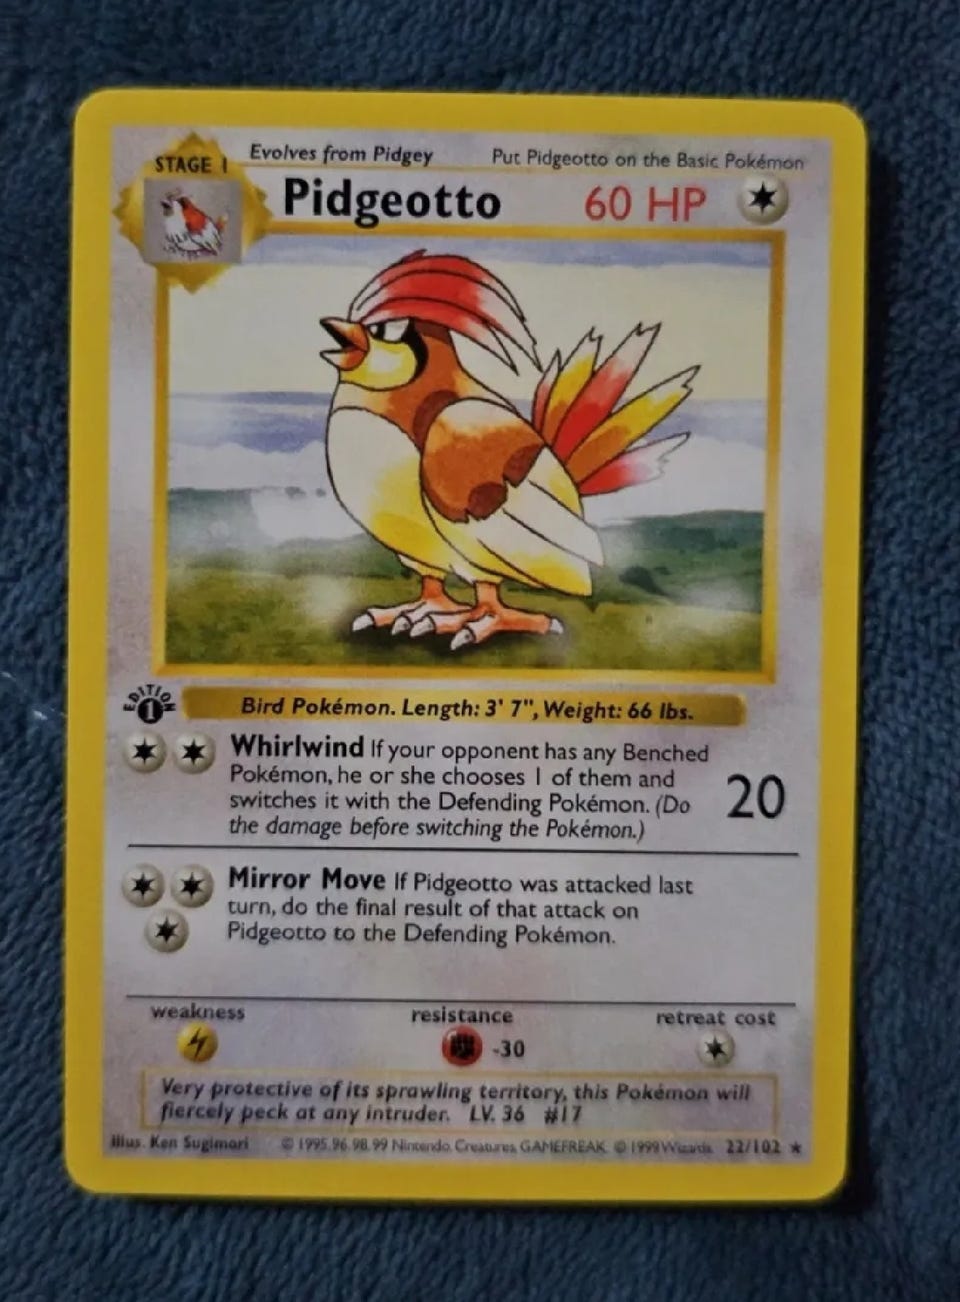 STAGE 1
Evolves from Pidgey
Put Pidgeotto on the Basic Pokémon
Pidgeotto
60 HP
EDITION
1
Bird Pokémon. Length: 3' 7", Weight: 66 lbs.
Whirlwind If your opponent has any Benched
Pokémon, he or she chooses 1 of them and
switches it with the Defending Pokémon. (Do
the damage before switching the Pokémon.)
20
Mirror Move If Pidgeotto was attacked last
turn, do the final result of that attack on
Pidgeotto to the Defending Pokémon.
weakness
resistance
retreat cost
-30
Very protective of its sprawling territory, this Pokémon will
fiercely peck at any intruder. LV. 36 #17
Illus. Ken Sugimori
© 1995, 96, 98, 99 Nintendo, Creatures, GAMEFREAK. © 1999 Wizards.
22/102 ★